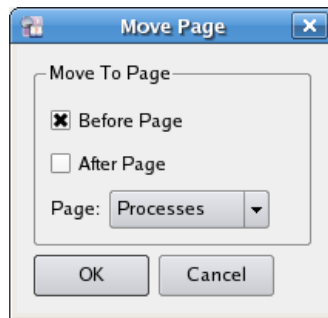 Move Page
Move To Page
Before Page
After Page
Page: Processes
OK Cancel